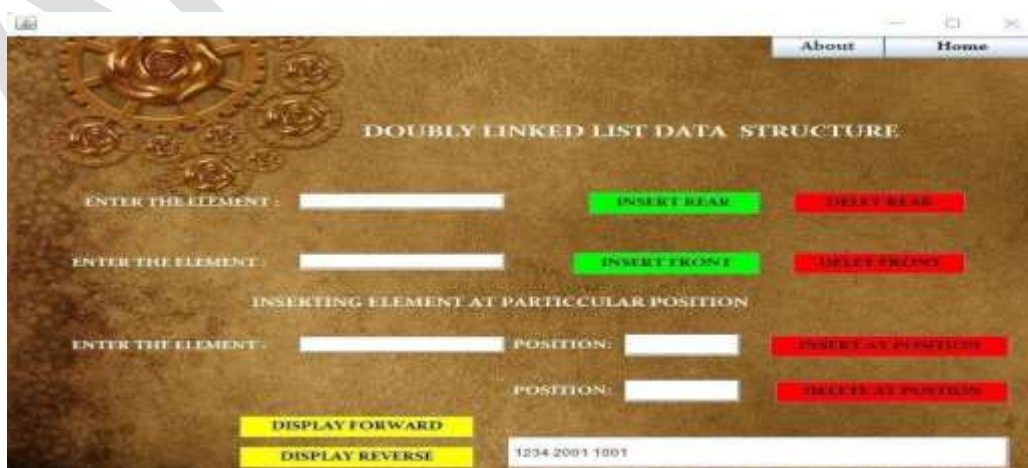 About Home
DOUBLY LINKED LIST DATA STRUCTURE
ENTER THE ELEMENT : INSERT REAR DELET REAR
ENTER THE ELEMENT : INSERT FRONT DELET FRONT
INSERTING ELEMENT AT PARTICCULAR POSITION
ENTER THE ELEMENT : POSITION: INSERT AT POSITION
POSITION: DELETE AT POSITION
DISPLAY FORWARD
DISPLAY REVERSE 1234 2001 1001